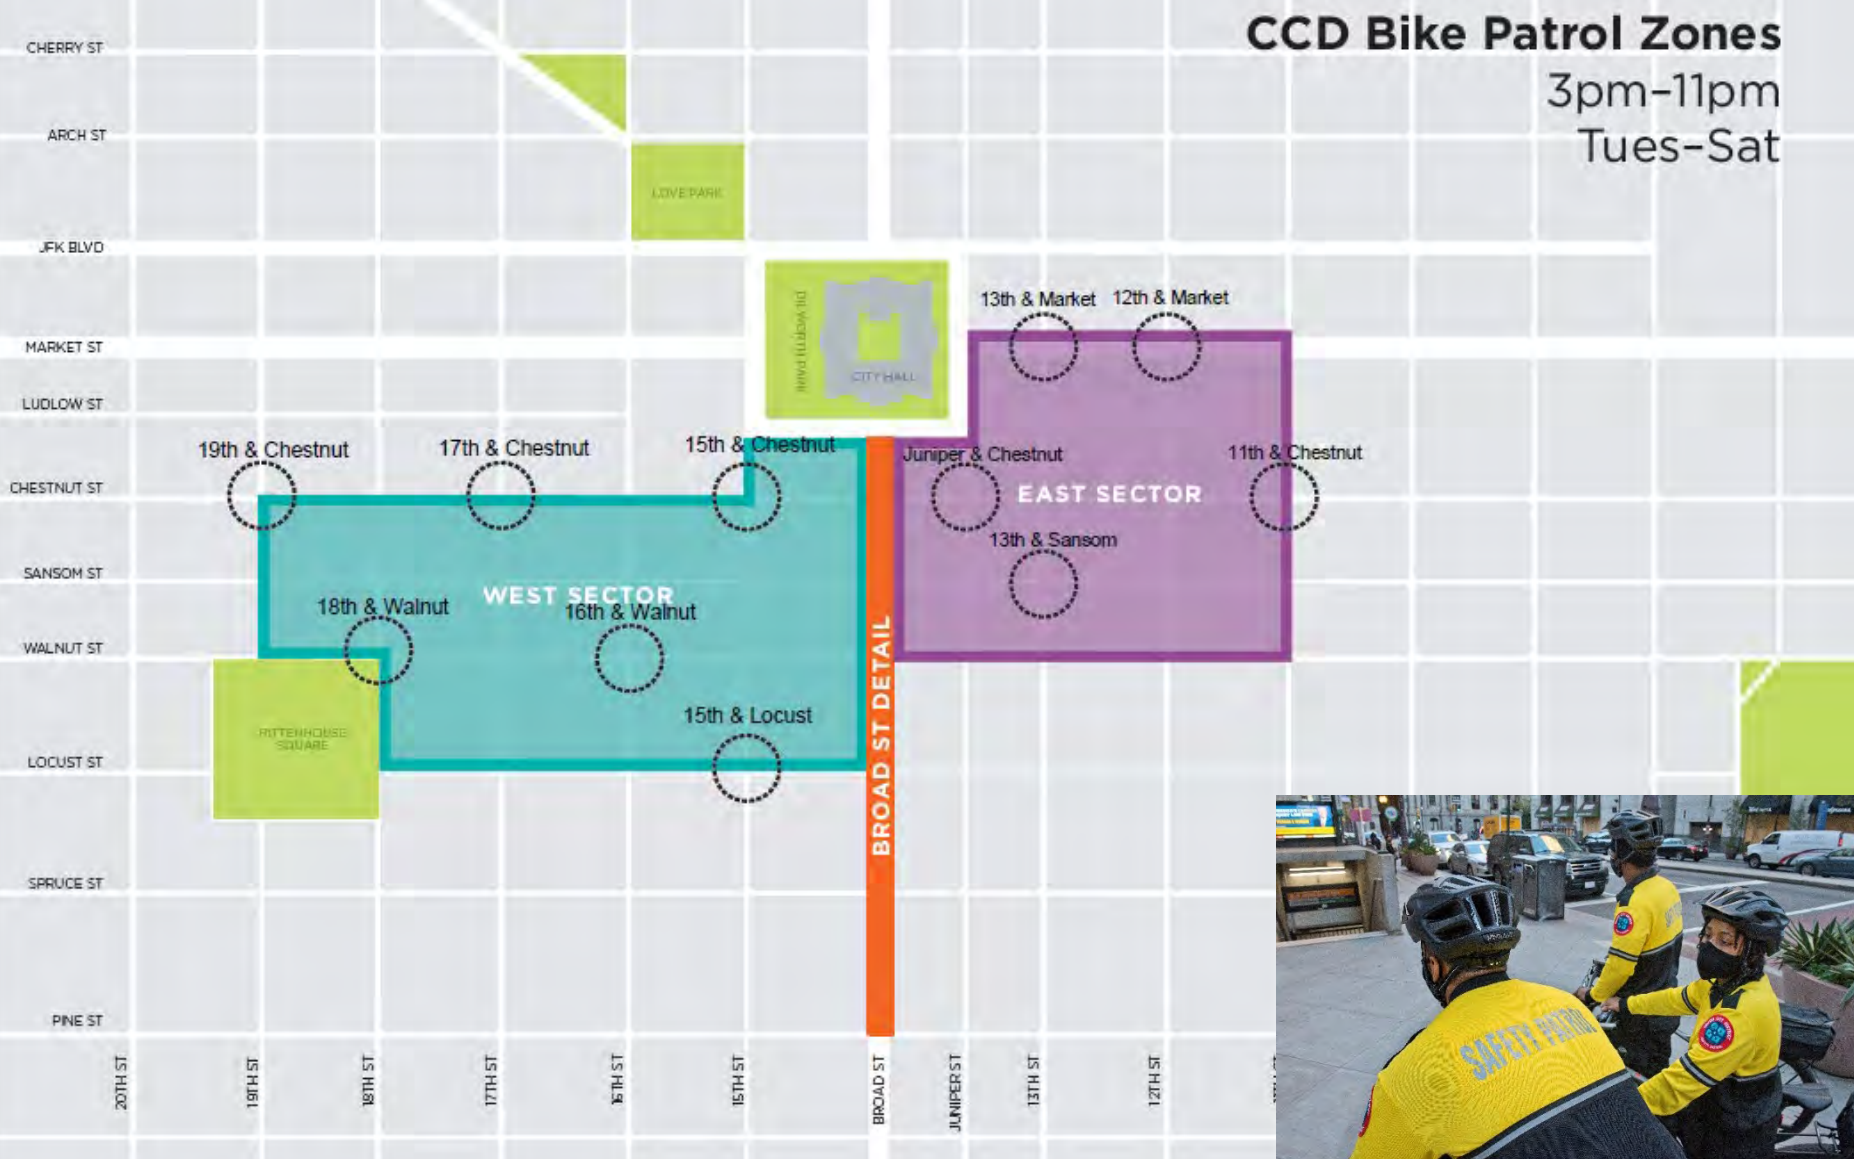 CCD Bike Patrol Zones
3pm–11pm
Tues–Sat
CHERRY ST
ARCH ST
JFK BLVD
MARKET ST
LUDLOW ST
CHESTNUT ST
SANSOM ST
WALNUT ST
LOCUST ST
SPRUCE ST
PINE ST
LOVE PARK
DILWORTH PARK
CITY HALL
13th & Market
12th & Market
19th & Chestnut
17th & Chestnut
15th & Chestnut
Juniper & Chestnut
11th & Chestnut
EAST SECTOR
13th & Sansom
WEST SECTOR
18th & Walnut
16th & Walnut
15th & Locust
RITTENHOUSE
SQUARE
BROAD ST DETAIL
20TH ST
19TH ST
18TH ST
17TH ST
16TH ST
15TH ST
BROAD ST
JUNIPER ST
13TH ST
12TH ST
SAFETY PATROL